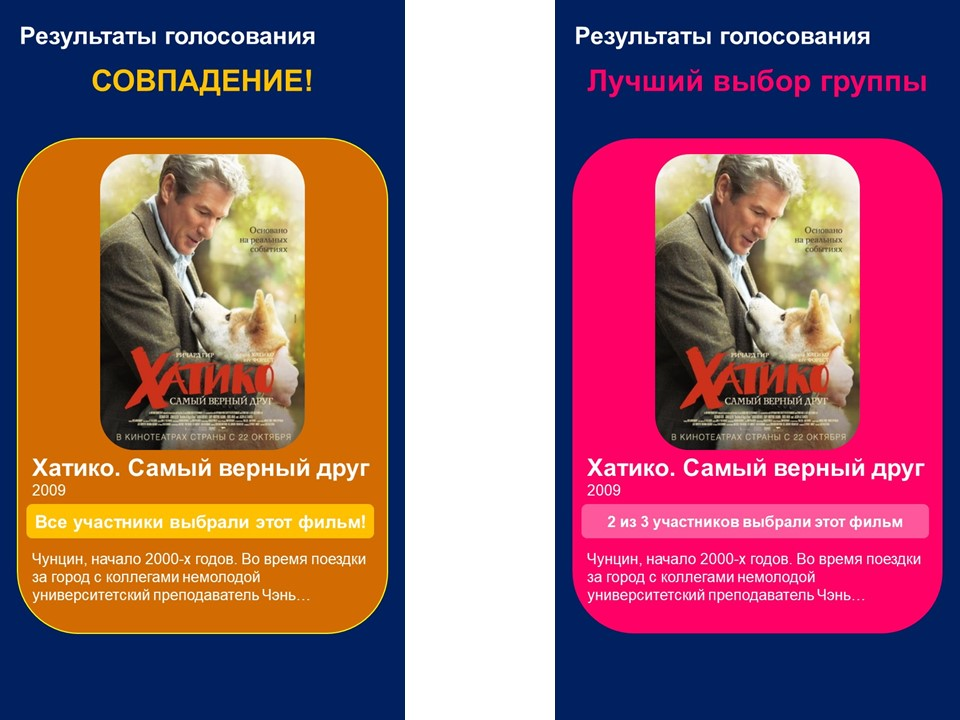 Результаты голосования
СОВПАДЕНИЕ!
Основано
на реальных
событиях
РИЧАРД ГИР
ХАТИКО
САМЫЙ ВЕРНЫЙ ДРУГ
В КИНОТЕАТРАХ СТРАНЫ С 22 ОКТЯБРЯ
Хатико. Самый верный друг
2009
Все участники выбрали этот фильм!
Чунцин, начало 2000-х годов. Во время поездки
за город с коллегами немолодой
университетский преподаватель Чэнь…
Результаты голосования
Лучший выбор группы
Основано
на реальных
событиях
РИЧАРД ГИР
ХАТИКО
САМЫЙ ВЕРНЫЙ ДРУГ
В КИНОТЕАТРАХ СТРАНЫ С 22 ОКТЯБРЯ
Хатико. Самый верный друг
2009
2 из 3 участников выбрали этот фильм
Чунцин, начало 2000-х годов. Во время поездки
за город с коллегами немолодой
университетский преподаватель Чэнь…